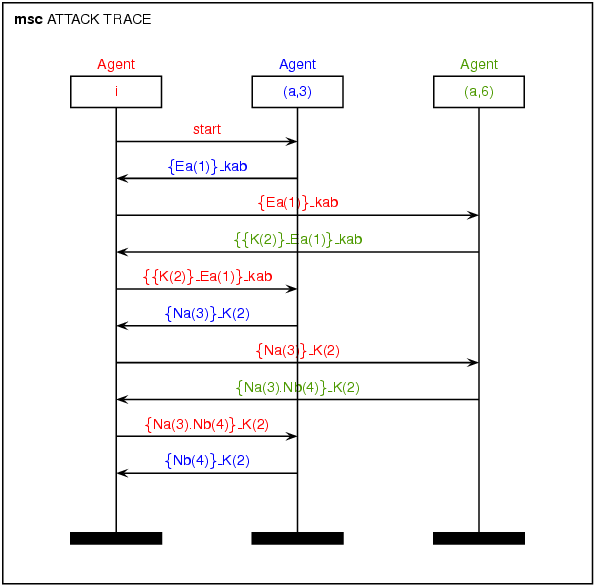 msc ATTACK TRACE
Agent Agent Agent
i (a,3) (a,6)
start
{Ea(1)}_kab
{Ea(1)}_kab
{{K(2)}_Ea(1)}_kab
{{K(2)}_Ea(1)}_kab
{Na(3)}_K(2)
{Na(3)}_K(2)
{Na(3).Nb(4)}_K(2)
{Na(3).Nb(4)}_K(2)
{Nb(4)}_K(2)